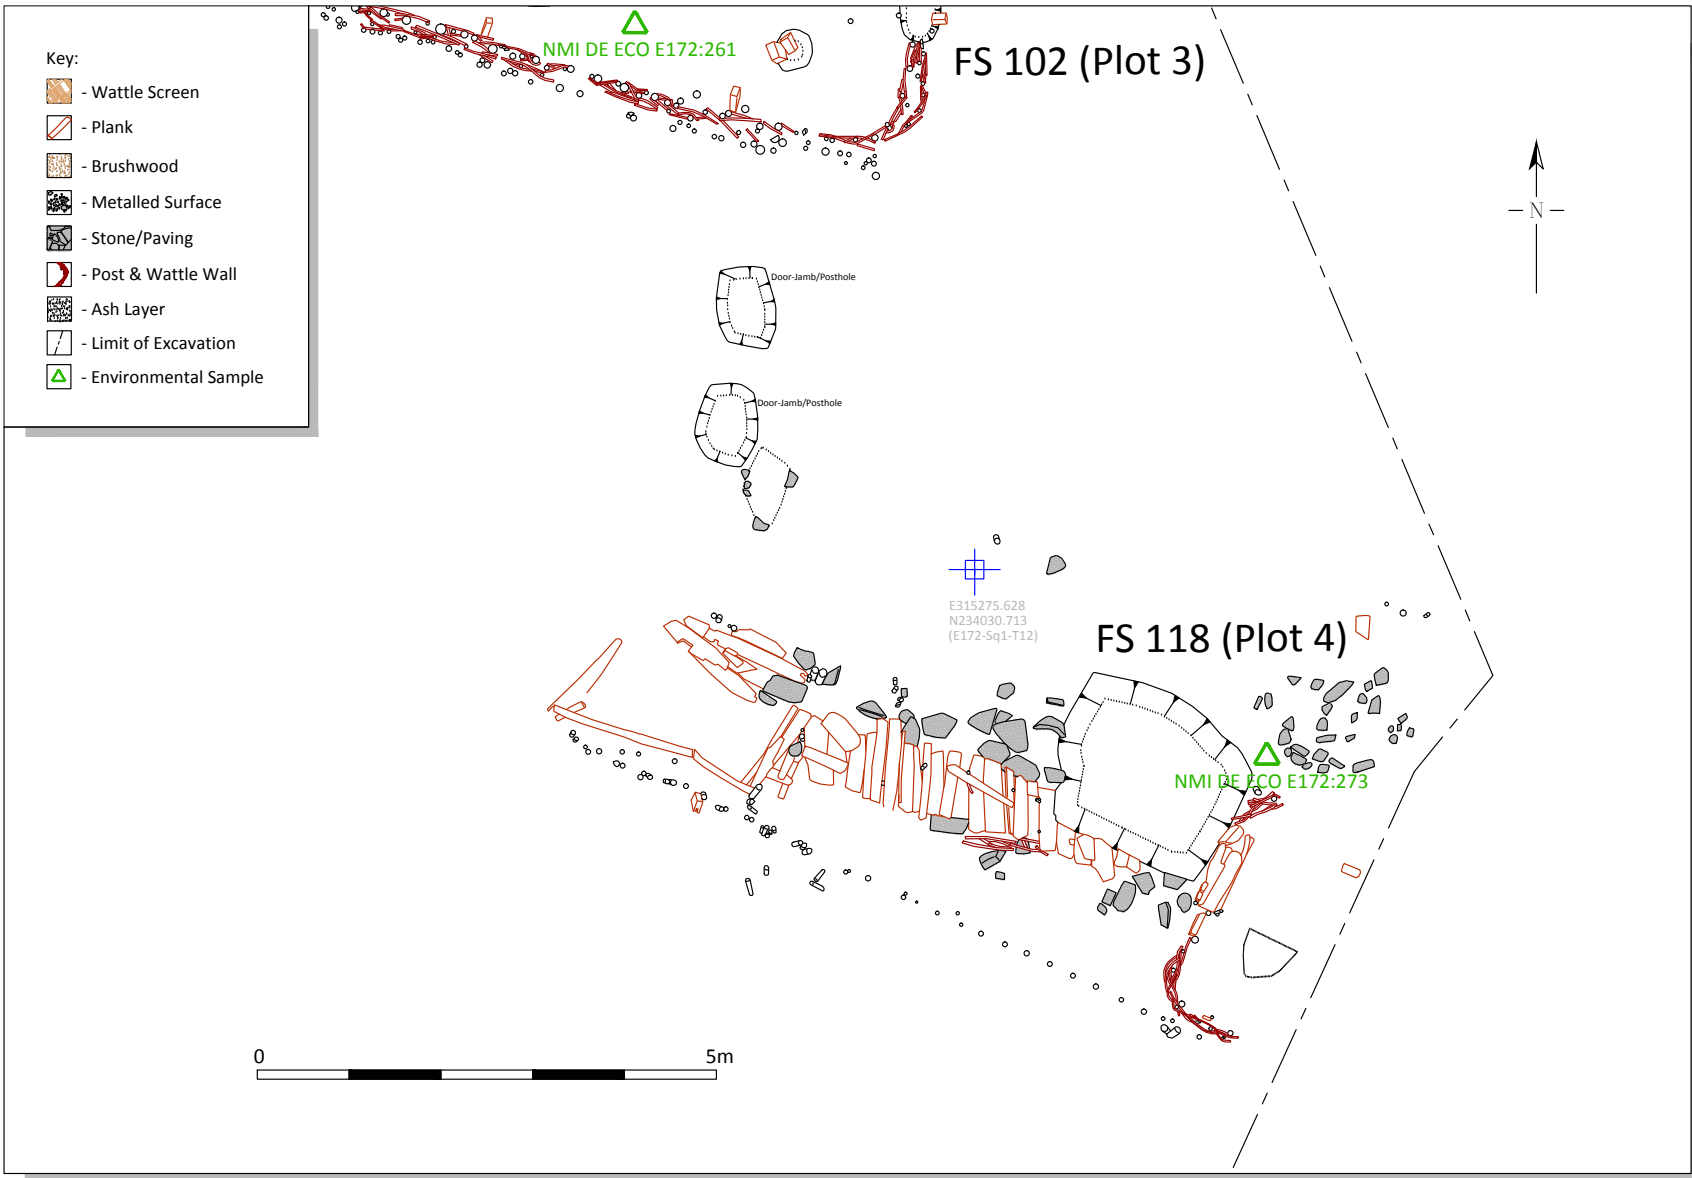 Key:
- Wattle Screen
- Plank
- Brushwood
- Metalled Surface
- Stone/Paving
- Post & Wattle Wall
- Ash Layer
- Limit of Excavation
- Environmental Sample
NMI DE ECO E172:261
FS 102 (Plot 3)
N
Door-Jamb/Posthole
Door-Jamb/Posthole
E315275.628
N234030.713
(E172-Sq1-T12)
FS 118 (Plot 4)
NMI DE ECO E172:273
0 5m